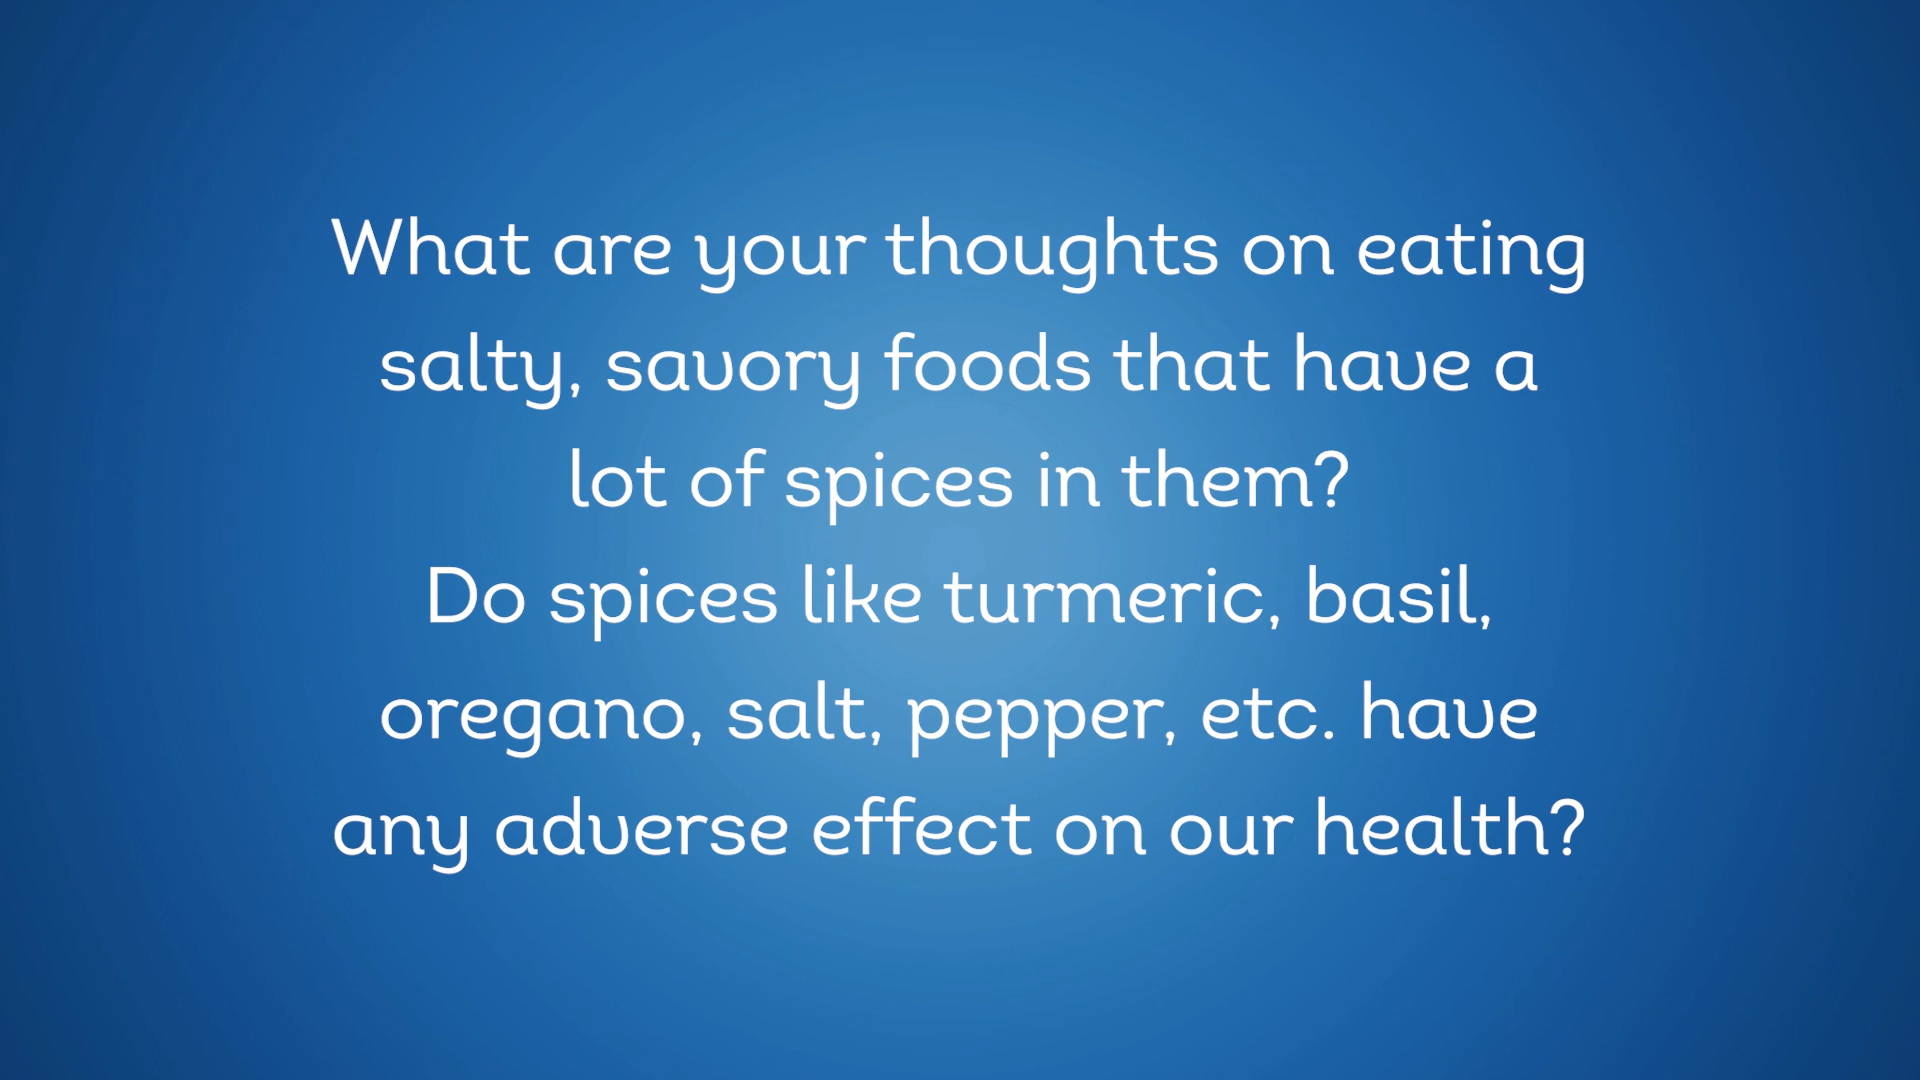 What are your thoughts on eating
salty, savory foods that have a
lot of spices in them?
Do spices like turmeric, basil,
oregano, salt, pepper, etc. have
any adverse effect on our health?